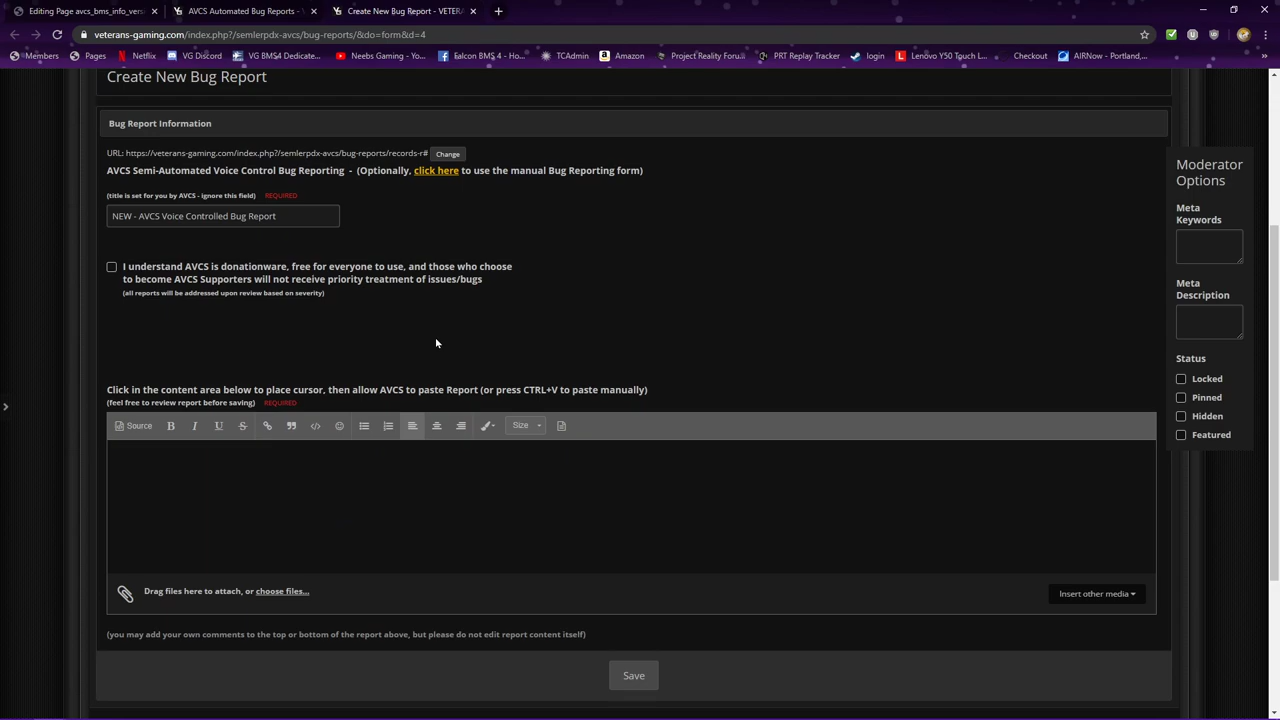 Editing Page avcs_bms_info_vers
AVCS Automated Bug Reports - V
Create New Bug Report - VETERA
veterans-gaming.com/index.php?/semlerpdx-avcs/bug-reports/&do=form&d=4
Members
Pages
Netflix
VG Discord
VG BMS4 Dedicate...
Neebs Gaming - Yo...
Falcon BMS 4 - Ho...
TCAdmin
Amazon
Project Reality Foru...
PRT Replay Tracker
login
Lenovo Y50 Touch L...
Checkout
AIRNow - Portland,...
Create New Bug Report
Bug Report Information
URL: https://veterans-gaming.com/index.php?/semlerpdx-avcs/bug-reports/records-r# Change
AVCS Semi-Automated Voice Control Bug Reporting - (Optionally, click here to use the manual Bug Reporting form)
(title is set for you by AVCS - ignore this field) REQUIRED
NEW - AVCS Voice Controlled Bug Report
I understand AVCS is donationware, free for everyone to use, and those who choose
to become AVCS Supporters will not receive priority treatment of issues/bugs
(all reports will be addressed upon review based on severity)
Click in the content area below to place cursor, then allow AVCS to paste Report (or press CTRL+V to paste manually)
(feel free to review report before saving) REQUIRED
Source B I U S Size
Drag files here to attach, or choose files...
Insert other media
(you may add your own comments to the top or bottom of the report above, but please do not edit report content itself)
Save
Moderator
Options
Meta
Keywords
Meta
Description
Status
Locked
Pinned
Hidden
Featured